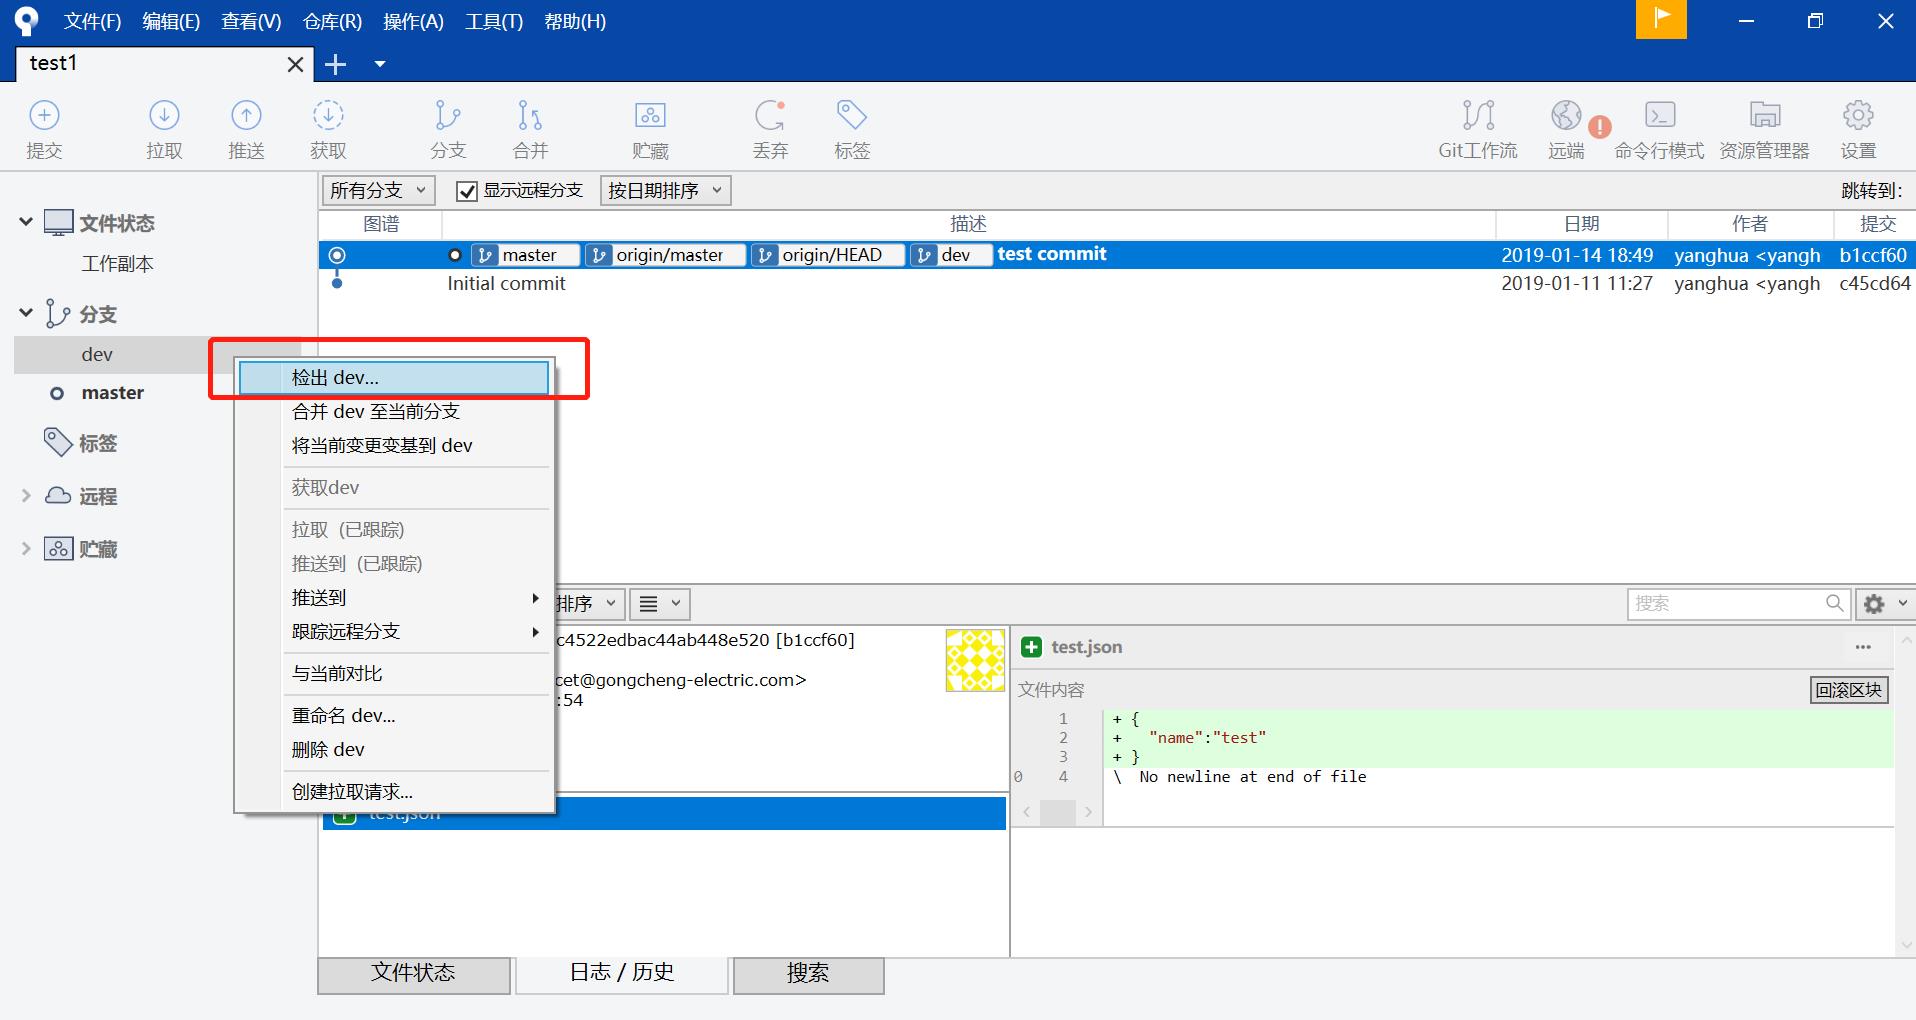 文件(F) 编辑(E) 查看(V) 仓库(R) 操作(A) 工具(T) 帮助(H)
test1
提交 拉取 推送 获取 分支 合并 贮藏 丢弃 标签 Git工作流 远端 命令行模式 资源管理器 设置
所有分支 显示远程分支 按日期排序 跳转到:
图谱 描述 日期 作者 提交
master origin/master origin/HEAD dev test commit 2019-01-14 18:49 yanghua <yangh b1ccf60
Initial commit 2019-01-11 11:27 yanghua <yangh c45cd64
文件状态
工作副本
分支
dev
master
标签
远程
贮藏
检出 dev...
合并 dev 至当前分支
将当前变更变基到 dev
获取dev
拉取 (已跟踪)
推送到 (已跟踪)
推送到
跟踪远程分支
与当前对比
重命名 dev...
删除 dev
创建拉取请求...
排序
搜索
c4522edbac44ab448e520 [b1ccf60]
cet@gongcheng-electric.com>
:54
test.json
test.json
文件内容 回滚区块
1 + {
2 + "name":"test"
3 + }
0 4 \ No newline at end of file
文件状态 日志 / 历史 搜索